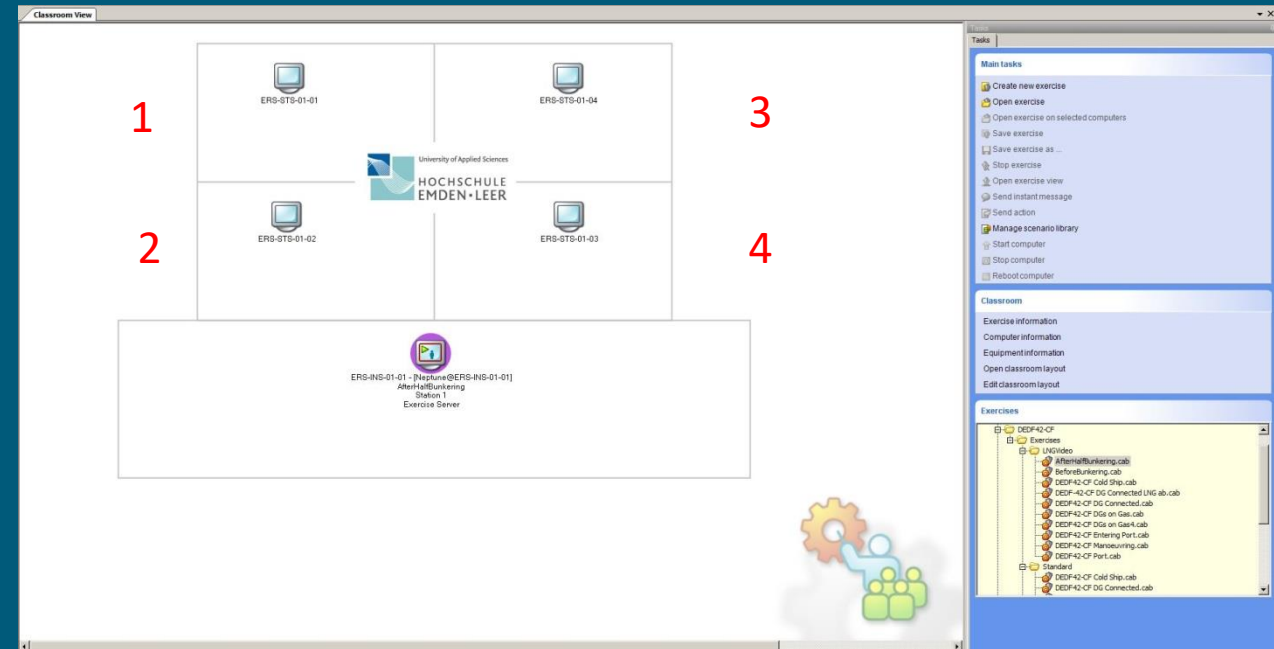 Classroom View
1
ERS-STS-01-01
ERS-STS-01-04
3
University of Applied Sciences
HOCHSCHULE
EMDEN•LEER
2
ERS-STS-01-02
ERS-STS-01-03
4
ERS-INS-01-01 - [Neptune@ERS-INS-01-01]
AfterHalfBunkering
Station 1
Exercise Server
Tasks
Tasks
Main tasks
Create new exercise
Open exercise
Open exercise on selected computers
Save exercise
Save exercise as ...
Stop exercise
Open exercise view
Send instant message
Send action
Manage scenario library
Start computer
Stop computer
Reboot computer
Classroom
Exercise information
Computer information
Equipment information
Open classroom layout
Edit classroom layout
Exercises
DEDF42-CF
Exercises
LNGVideo
AfterHalfBunkering.cab
BeforeBunkering.cab
DEDF42-CF Cold Ship.cab
DEDF-42-CF DG Connected LNG ab.cab
DEDF42-CF DG Connected.cab
DEDF42-CF DGs on Gas.cab
DEDF42-CF DGs on Gas4.cab
DEDF42-CF Entering Port.cab
DEDF42-CF Manoeuvring.cab
DEDF42-CF Port.cab
Standard
DEDF42-CF Cold Ship.cab
DEDF42-CF DG Connected.cab